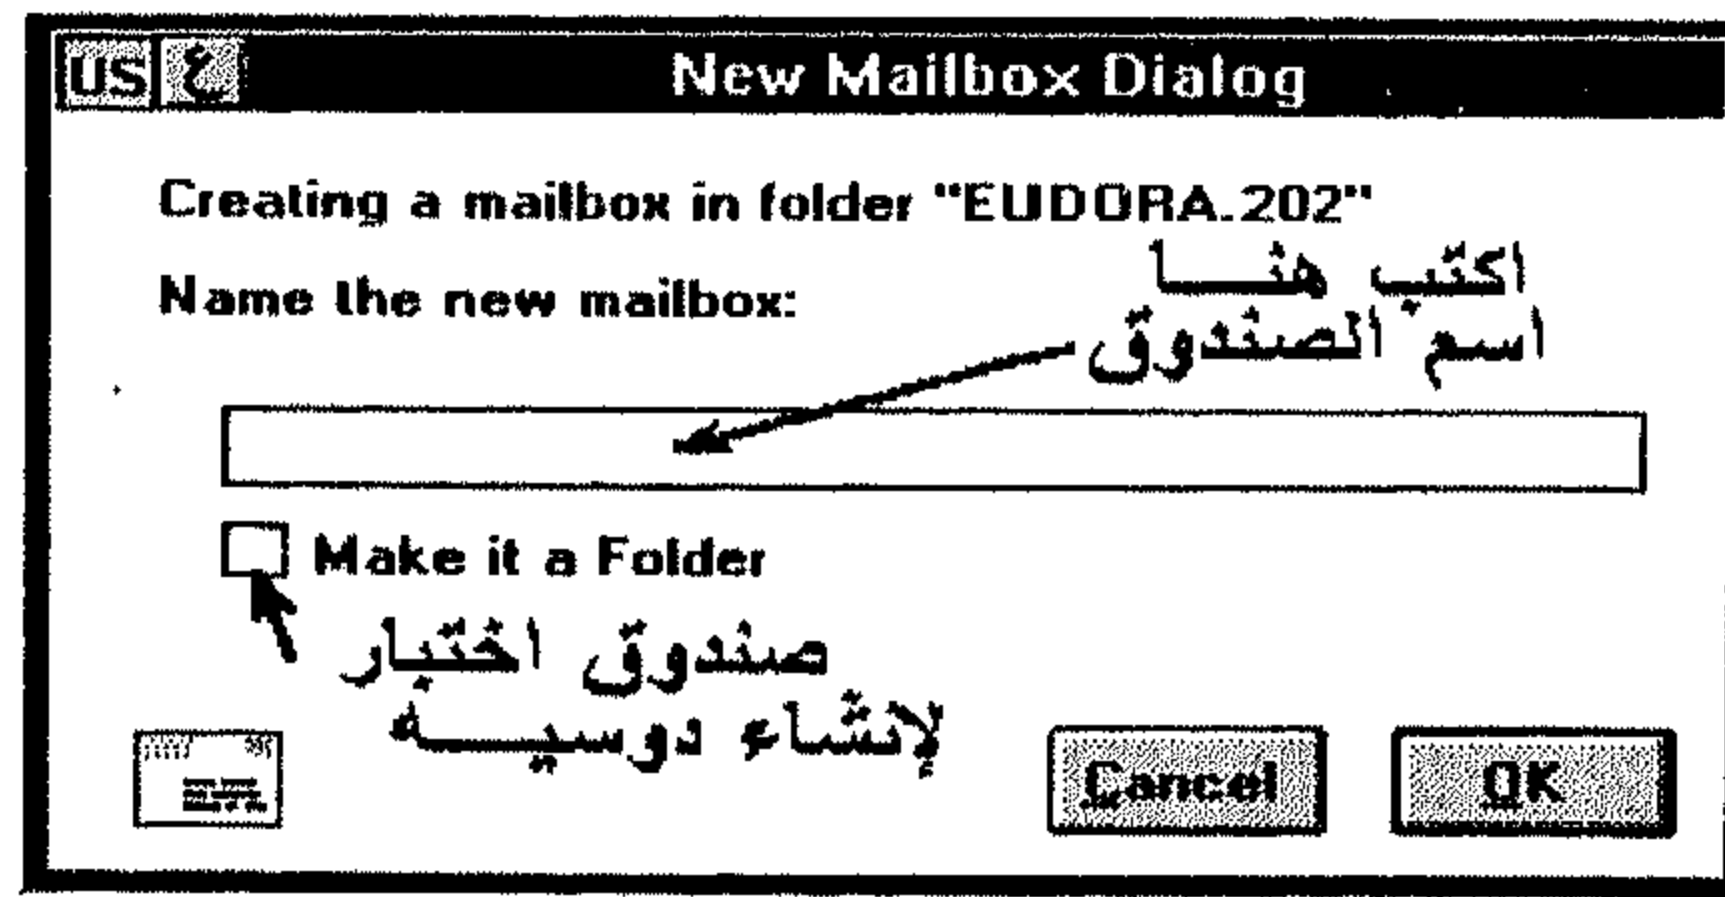 US ع New Mailbox Dialog
Creating a mailbox in folder "EUDORA.202"
Name the new mailbox:
اكتب هنا
اسم الصندوق
Make it a Folder
صندوق اختبار
لإنشاء دوسيه
Cancel OK